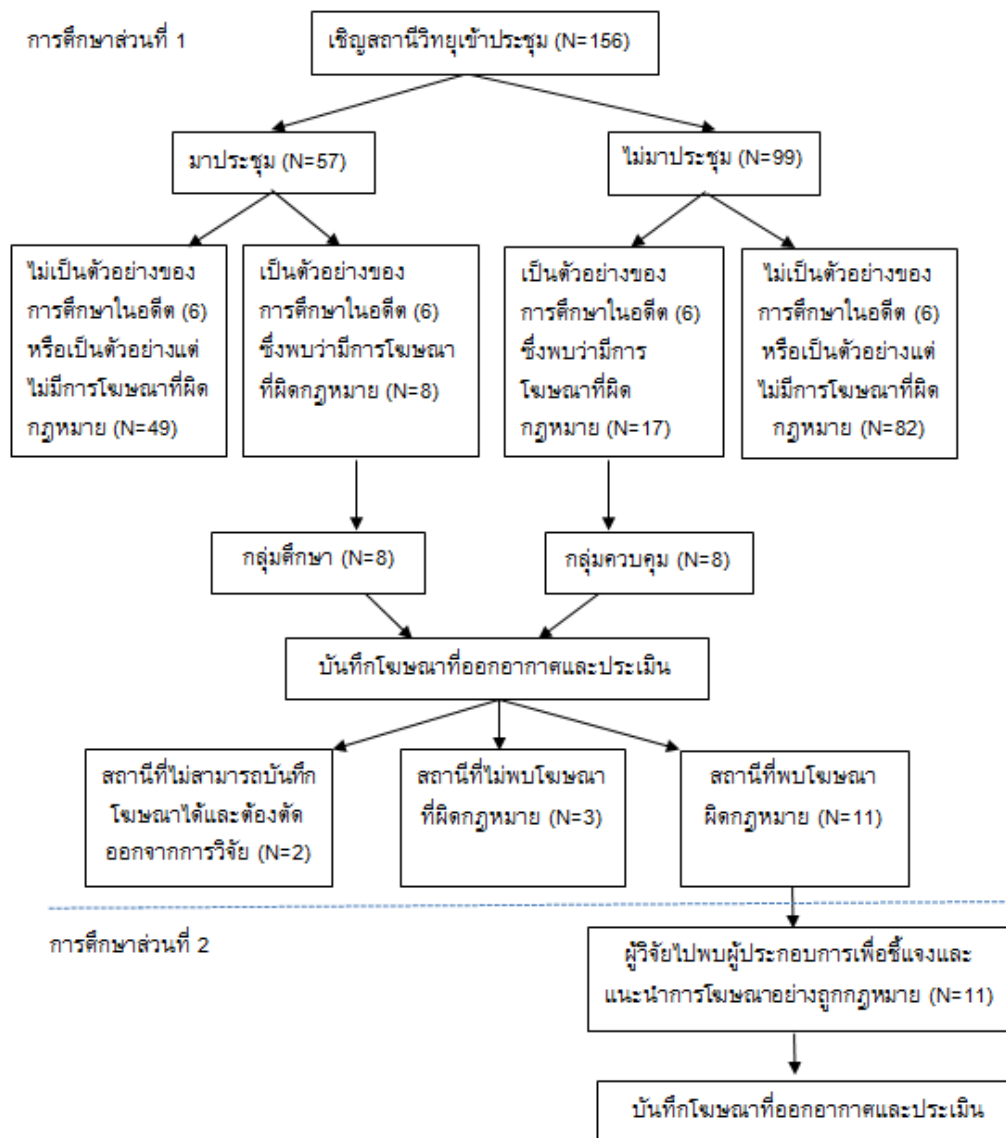 การศึกษาส่วนที่ 1
เชิญสถานีวิทยุเข้าประชุม (N=156)
มาประชุม (N=57)
ไม่มาประชุม (N=99)
ไม่เป็นตัวอย่างของ
การศึกษาในอดีต (6)
หรือเป็นตัวอย่างแต่
ไม่มีการโฆษณาที่ผิด
กฎหมาย (N=49)
เป็นตัวอย่างของ
การศึกษาในอดีต (6)
ซึ่งพบว่ามีการโฆษณา
ที่ผิดกฎหมาย (N=8)
เป็นตัวอย่างของ
การศึกษาในอดีต (6)
ซึ่งพบว่ามีการ
โฆษณาที่ผิด
กฎหมาย (N=17)
ไม่เป็นตัวอย่างของ
การศึกษาในอดีต (6)
หรือเป็นตัวอย่างแต่
ไม่มีการโฆษณาที่ผิด
กฎหมาย (N=82)
กลุ่มศึกษา (N=8)
กลุ่มควบคุม (N=8)
บันทึกโฆษณาที่ออกอากาศและประเมิน
สถานีที่ไม่สามารถบันทึก
โฆษณาได้และต้องตัด
ออกจากการวิจัย (N=2)
สถานีที่ไม่พบโฆษณา
ที่ผิดกฎหมาย (N=3)
สถานีที่พบโฆษณา
ผิดกฎหมาย (N=11)
การศึกษาส่วนที่ 2
ผู้วิจัยไปพบผู้ประกอบการเพื่อชี้แจงและ
แนะนำการโฆษณาอย่างถูกกฎหมาย (N=11)
บันทึกโฆษณาที่ออกอากาศและประเมิน